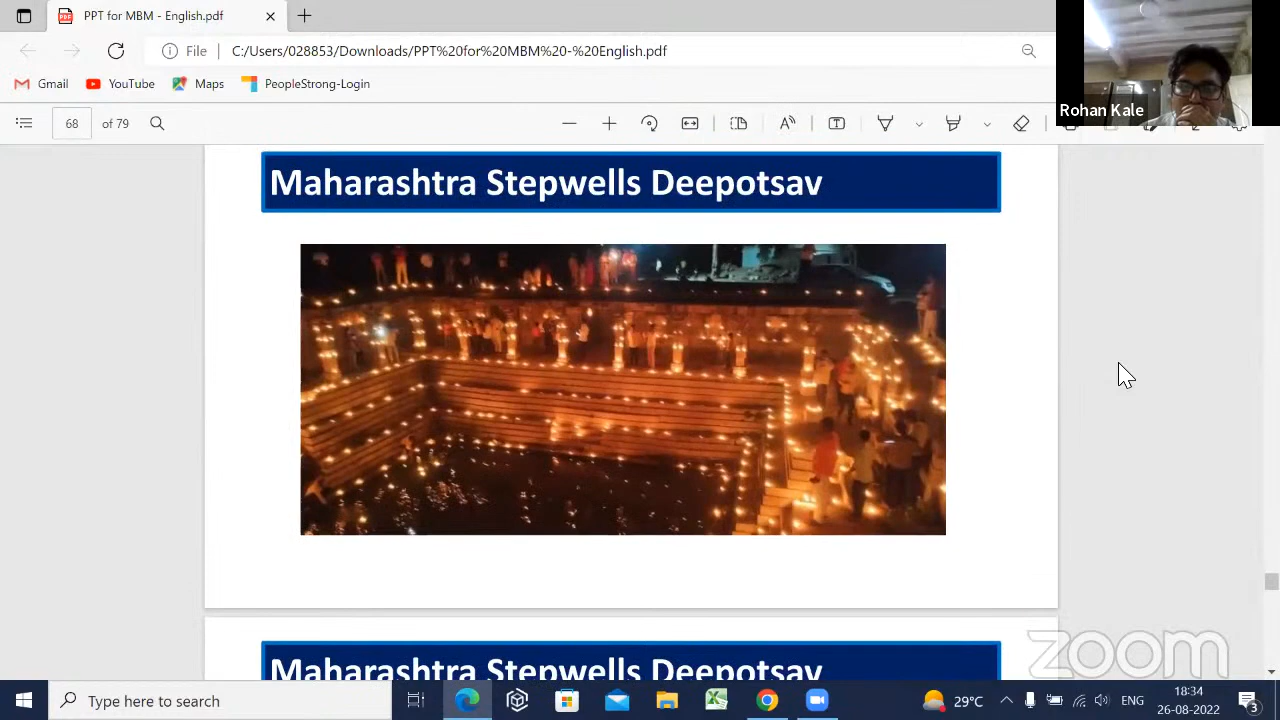 PPT for MBM - English.pdf
File
C:/Users/028853/Downloads/PPT%20for%20MBM%20-%20English.pdf
Gmail
YouTube
Maps
PeopleStrong-Login
Rohan Kale
68
of 79
Maharashtra Stepwells Deepotsav
Maharashtra Stepwells Deepotsav
zoom
Type here to search
29°C
ENG
18:34
26-08-2022
3